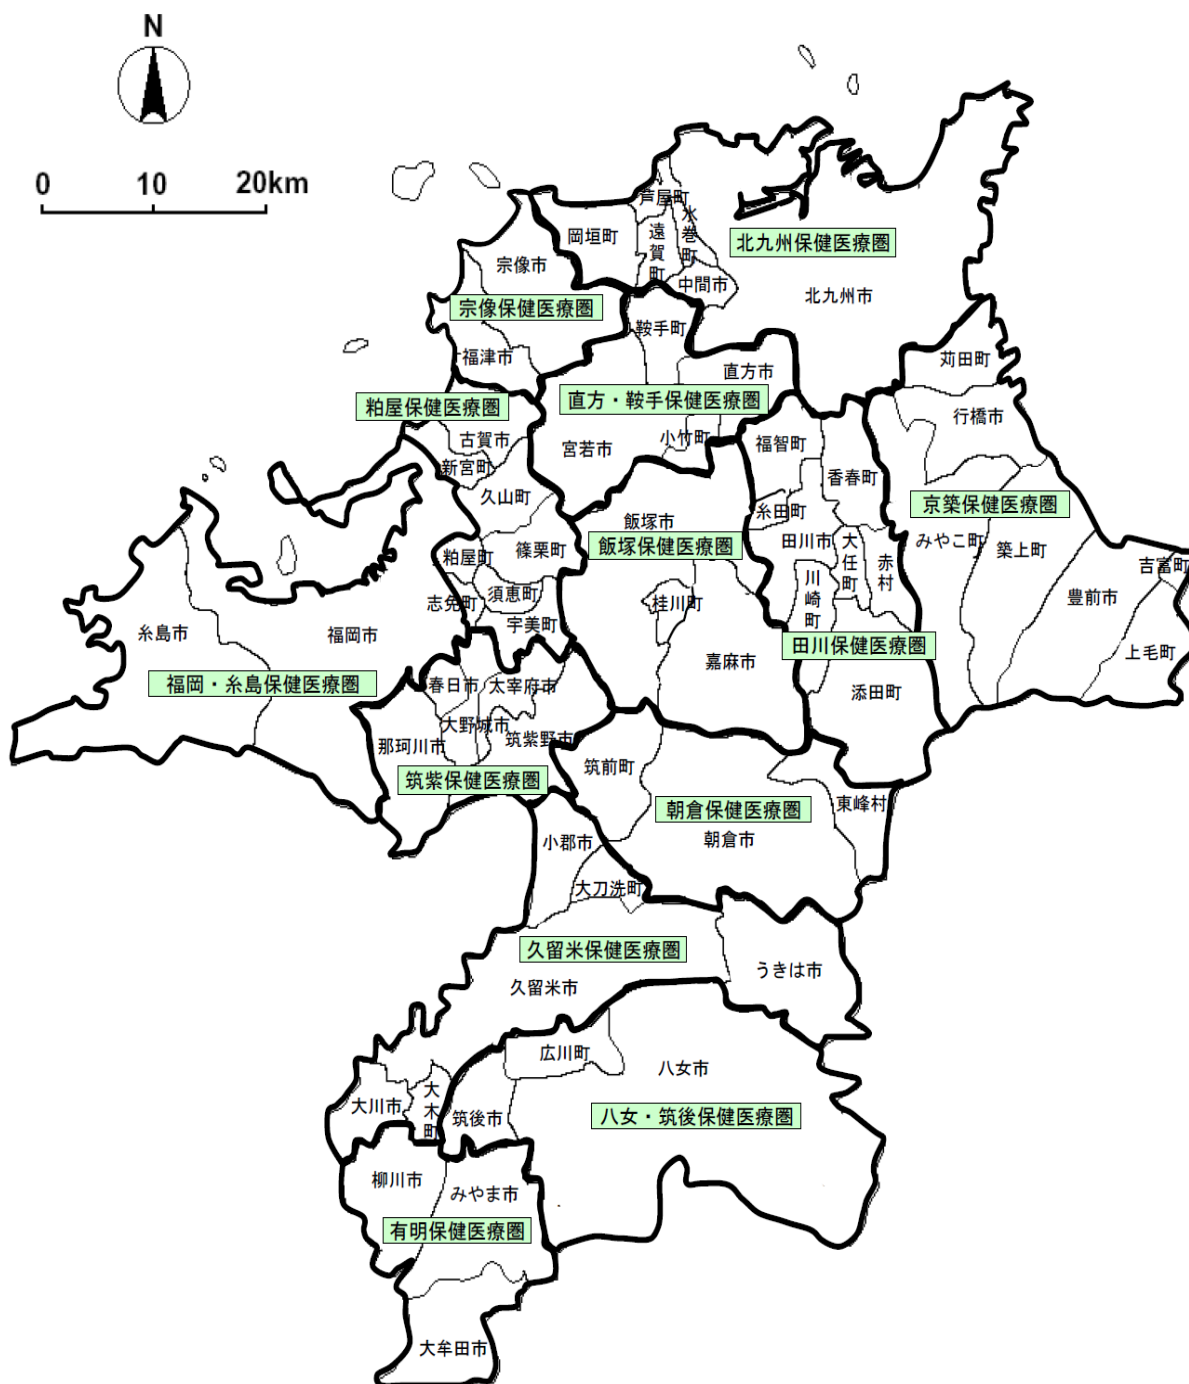 N
0 10 20km
芦屋町
水巻町
岡垣町
遠賀町
北九州保健医療圏
宗像市
中間市
北九州市
宗像保健医療圏
鞍手町
福津市
直方市
苅田町
粕屋保健医療圏
直方・鞍手保健医療圏
行橋市
古賀市
宮若市
小竹町
福智町
新宮町
香春町
久山町
京築保健医療圏
飯塚市
糸田町
飯塚保健医療圏
田川市
大任町
みやこ町
築上町
粕屋町
篠栗町
赤村
吉富町
志免町
須恵町
桂川町
川崎町
豊前市
糸島市
福岡市
宇美町
田川保健医療圏
上毛町
嘉麻市
福岡・糸島保健医療圏
春日市
太宰府市
添田町
大野城市
筑紫野市
那珂川市
筑前町
筑紫保健医療圏
朝倉保健医療圏
東峰村
小郡市
朝倉市
大刀洗町
久留米保健医療圏
うきは市
久留米市
広川町
八女市
大川市
大木町
筑後市
八女・筑後保健医療圏
柳川市
みやま市
有明保健医療圏
大牟田市